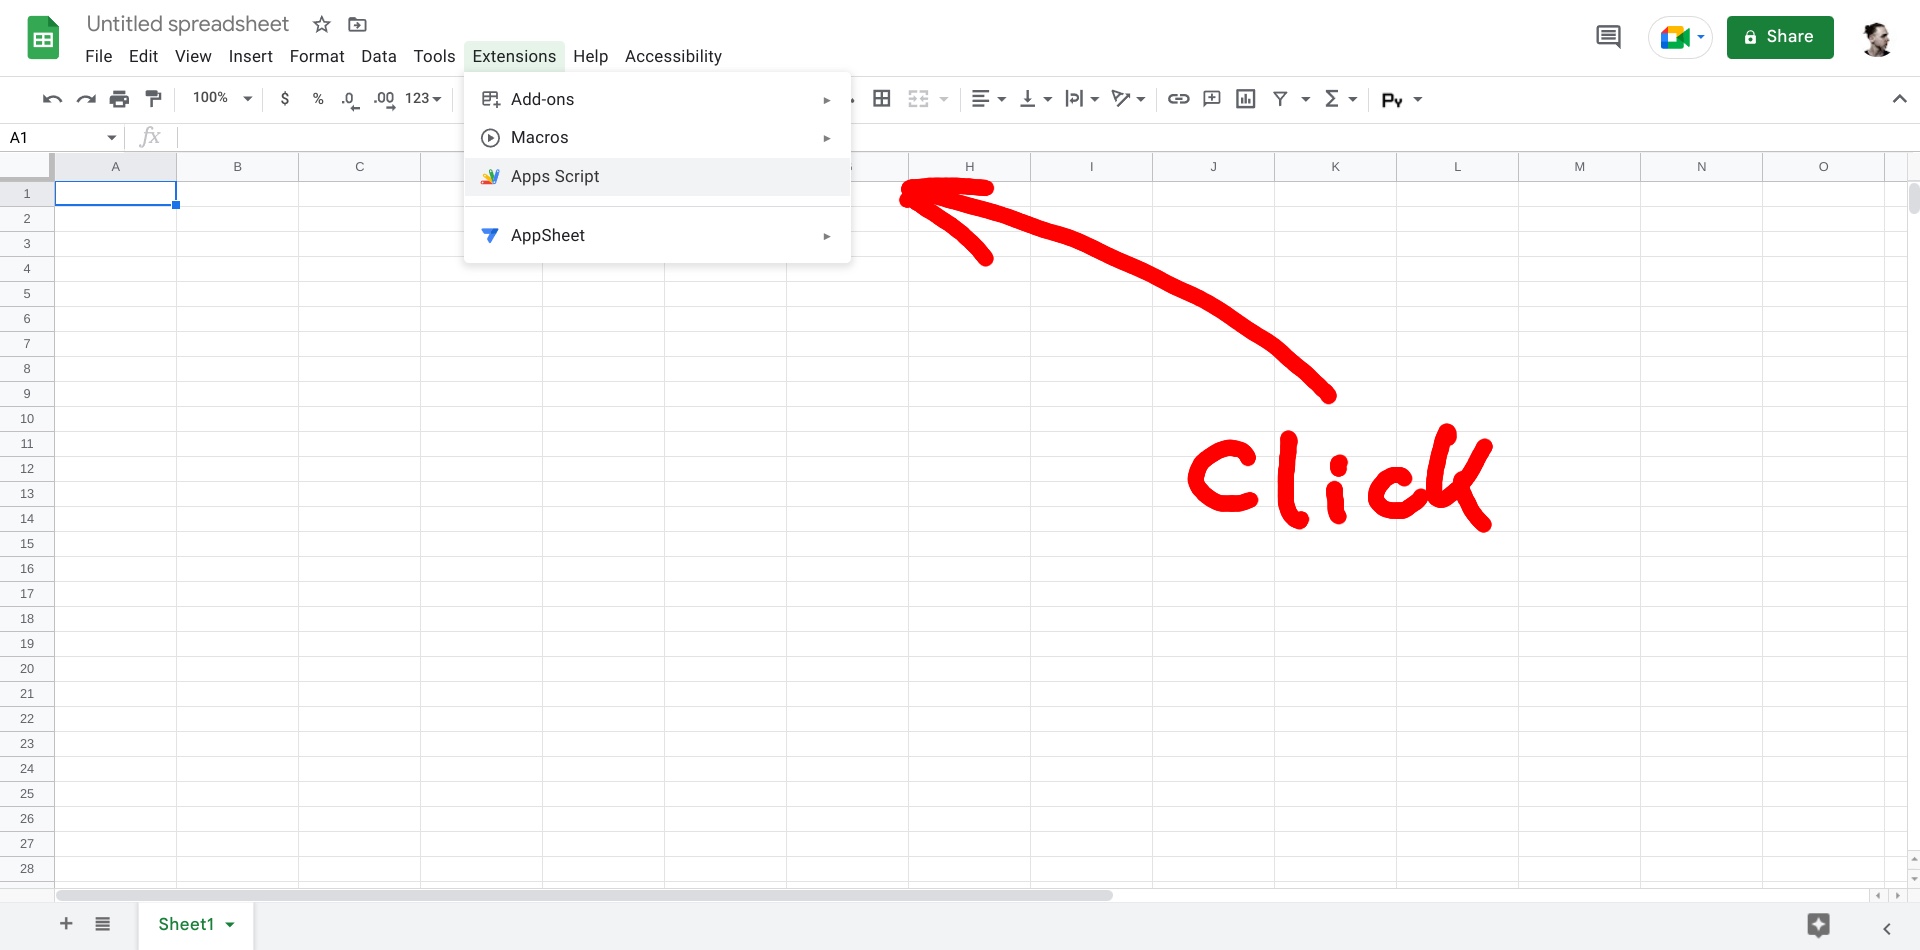 Untitled spreadsheet
File Edit View Insert Format Data Tools Extensions Help Accessibility
Share
100% $ % .0 .00 123 Py
Add-ons
Macros
Apps Script
AppSheet
A1 fx
A B C H I J K L M N O
1
2
3
4
5
6
7
8
9
10
11
12
13
14
15
16
17
18
19
20
21
22
23
24
25
26
27
28
Click
Sheet1